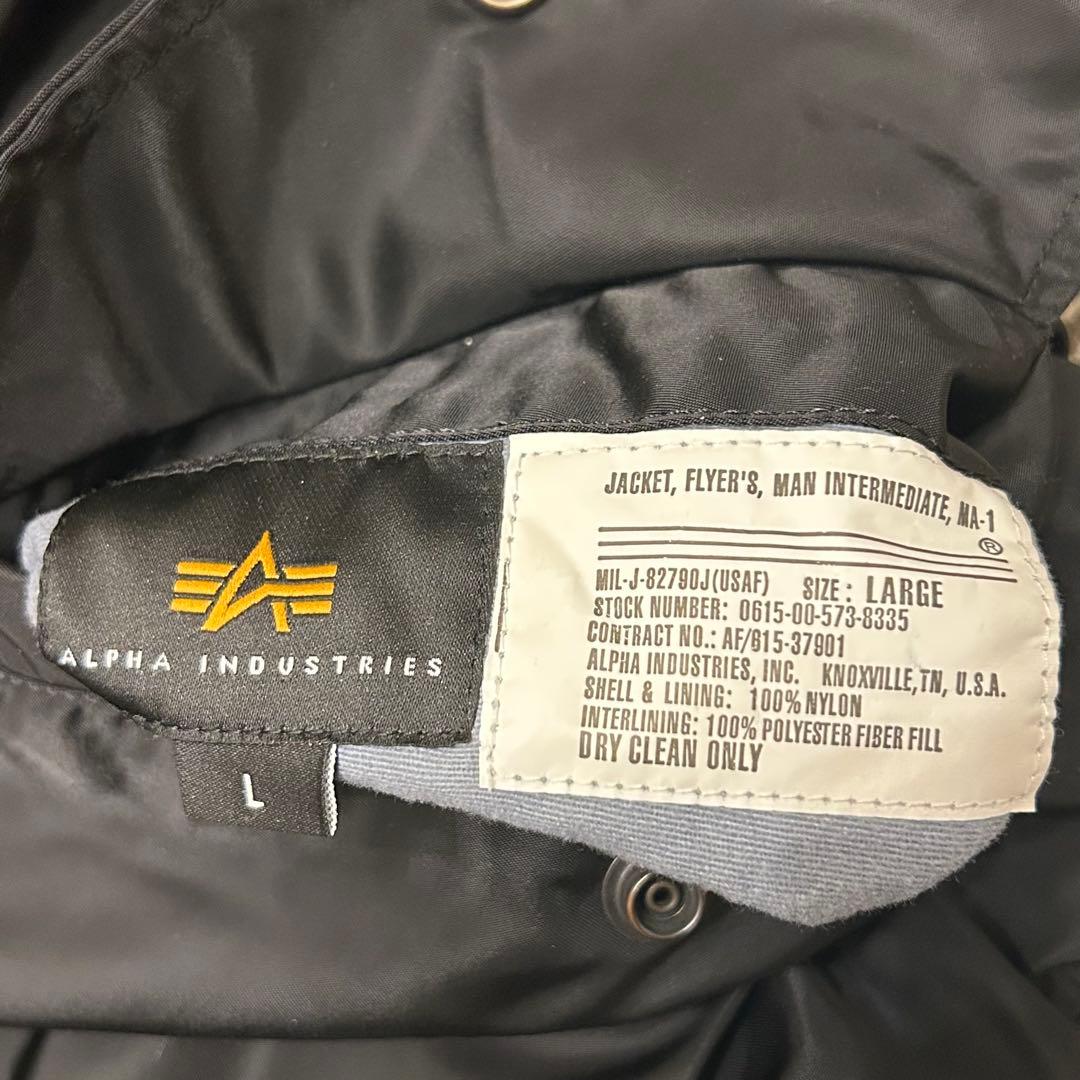 ALPHA INDUSTRIES
L
JACKET, FLYER'S, MAN INTERMEDIATE, MA-1
®
MIL-J-82790J(USAF) SIZE: LARGE
STOCK NUMBER: 0615-00-573-8335
CONTRACT NO.: AF/815-37901
ALPHA INDUSTRIES, INC. KNOXVILLE, TN, U.S.A.
SHELL & LINING: 100% NYLON
INTERLINING: 100% POLYESTER FIBER FILL
DRY CLEAN ONLY